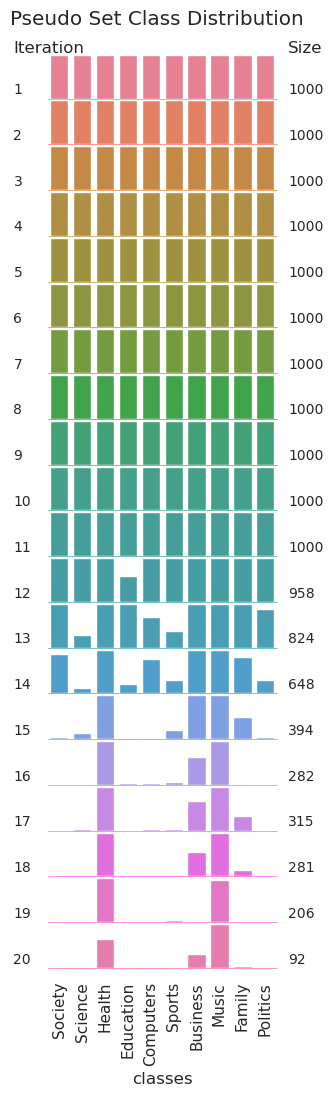 Pseudo Set Class Distribution
Iteration Size
1 1000
2 1000
3 1000
4 1000
5 1000
6 1000
7 1000
8 1000
9 1000
10 1000
11 1000
12 958
13 824
14 648
15 394
16 282
17 315
18 281
19 206
20 92
Society
Science
Health
Education
Computers
Sports
Business
Music
Family
Politics
classes